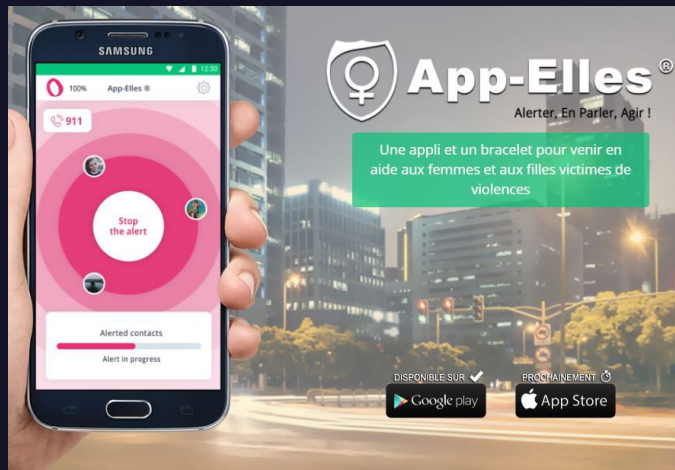 SAMSUNG
12:30
100%
App-Elles ®
911
Stop
the alert
Alerted contacts
Alert in progress
App-Elles®
Alerter, En Parler, Agir !
Une appli et un bracelet pour venir en
aide aux femmes et aux filles victimes de
violences
DISPONIBLE SUR
Google play
PROCHAINEMENT
App Store